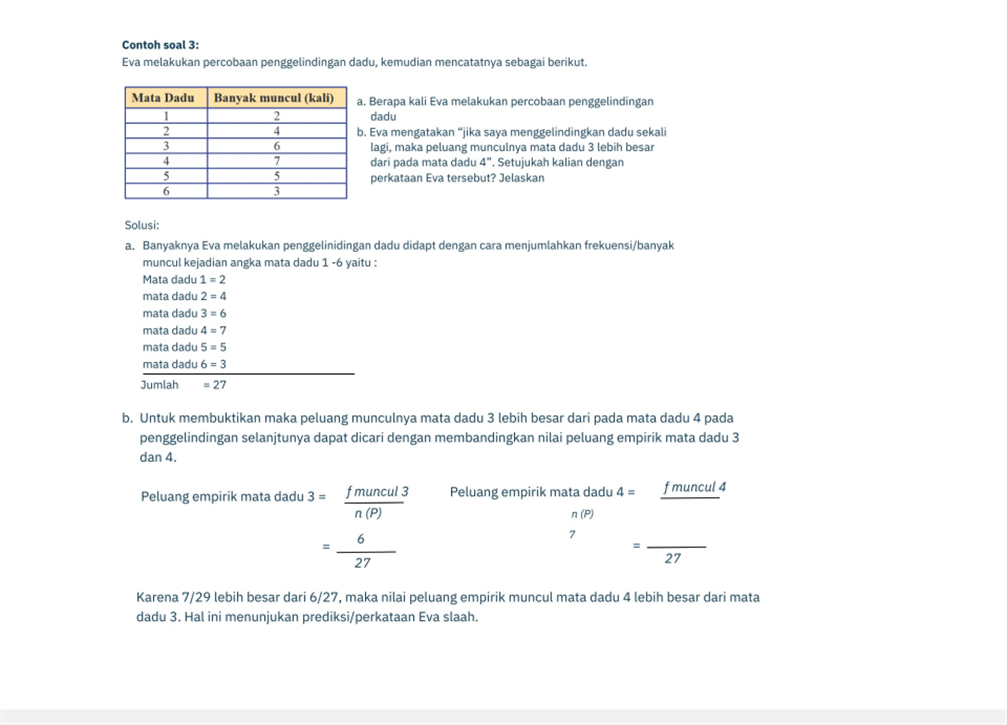 Contoh soal 3:
Eva melakukan percobaan penggelindingan dadu, kemudian mencatatnya sebagai berikut.
Mata Dadu Banyak muncul (kali)
1 2
2 4
3 6
4 7
5 5
6 3
a. Berapa kali Eva melakukan percobaan penggelindingan
dadu
b. Eva mengatakan “jika saya menggelindingkan dadu sekali
lagi, maka peluang munculnya mata dadu 3 lebih besar
dari pada mata dadu 4”. Setujukah kalian dengan
perkataan Eva tersebut? Jelaskan
Solusi:
a. Banyaknya Eva melakukan penggelinidingan dadu didapt dengan cara menjumlahkan frekuensi/banyak
muncul kejadian angka mata dadu 1 -6 yaitu :
Mata dadu 1 = 2
mata dadu 2 = 4
mata dadu 3 = 6
mata dadu 4 = 7
mata dadu 5 = 5
mata dadu 6 = 3
Jumlah = 27
b. Untuk membuktikan maka peluang munculnya mata dadu 3 lebih besar dari pada mata dadu 4 pada
penggelindingan selanjtunya dapat dicari dengan membandingkan nilai peluang empirik mata dadu 3
dan 4.
Peluang empirik mata dadu 3 = f muncul 3
n (P)
= 6
27
Peluang empirik mata dadu 4 = f muncul 4
n (P)
7
=
27
Karena 7/29 lebih besar dari 6/27, maka nilai peluang empirik muncul mata dadu 4 lebih besar dari mata
dadu 3. Hal ini menunjukan prediksi/perkataan Eva slaah.